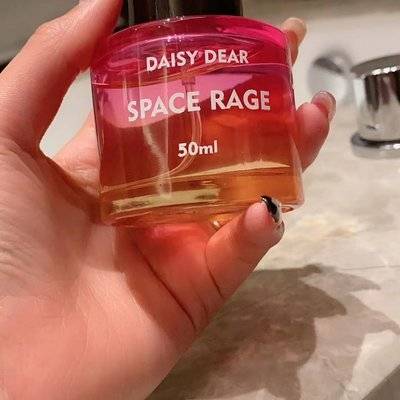 DAISY DEAR
SPACE RAGE
50ml